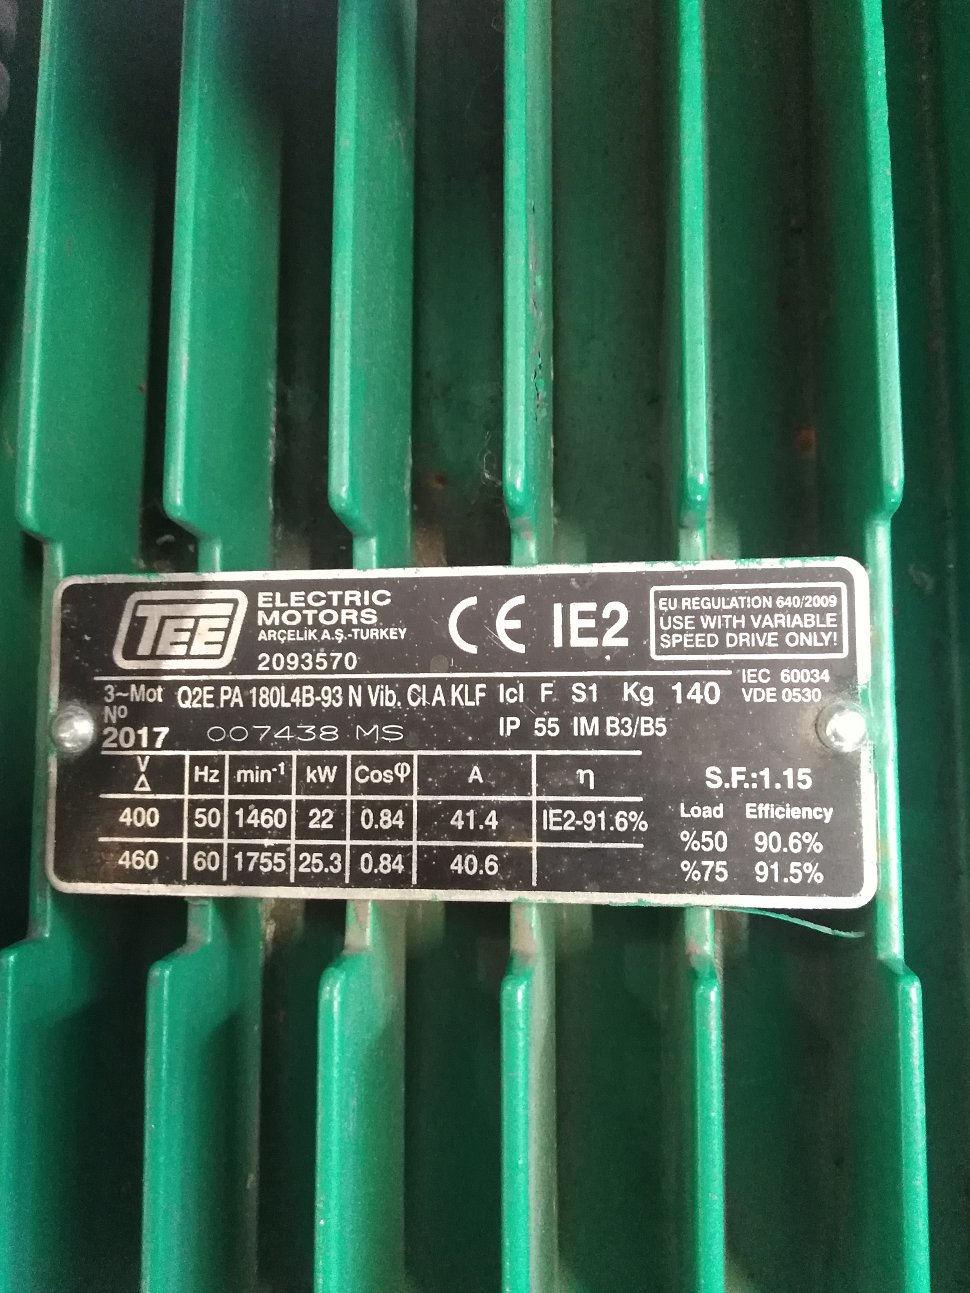 TEE
ELECTRIC
MOTORS
ARÇELİK A.Ş.-TURKEY
2093570
CE IE2
EU REGULATION 640/2009
USE WITH VARIABLE
SPEED DRIVE ONLY!
IEC 60034
VDE 0530
3~Mot Q2E PA 180L4B-93 N Vib. Cl.A KLF Icl F S1 Kg 140
Nº
2017 007438 MS IP 55 IM B3/B5
V Δ Hz min-1 kW Cosφ A η
400 50 1460 22 0.84 41.4 IE2-91.6%
460 60 1755 25.3 0.84 40.6
S.F.:1.15
Load Efficiency
%50 90.6%
%75 91.5%